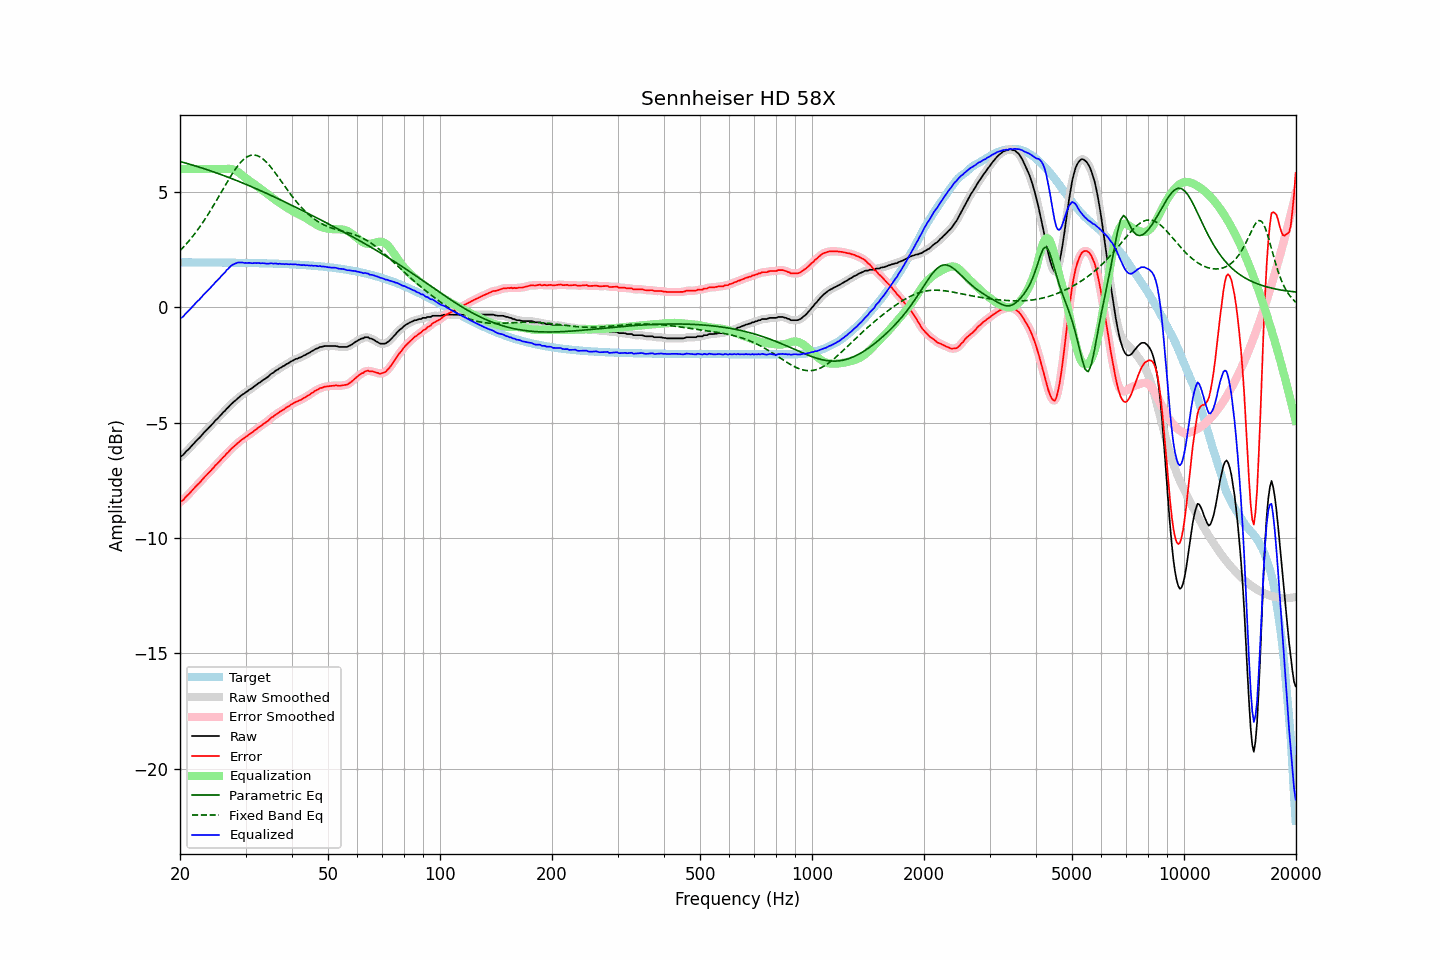 Sennheiser HD 58X
Amplitude (dBr)
5
0
−5
−10
−15
−20
Target
Raw Smoothed
Error Smoothed
Raw
Error
Equalization
Parametric Eq
Fixed Band Eq
Equalized
20 50 100 200 500 1000 2000 5000 10000 20000
Frequency (Hz)